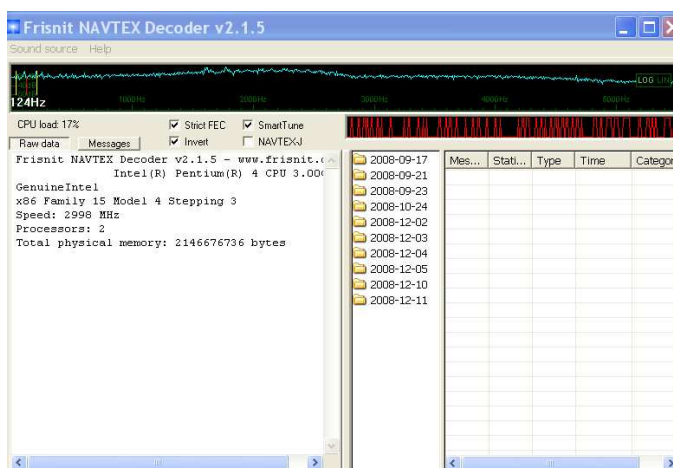 Frisnit NAVTEX Decoder v2.1.5
Sound source Help
LOG LIN
124Hz 1000Hz 2000Hz 3000Hz 4000Hz 5000Hz
CPU load: 17% Strict FEC SmartTune
Raw data Messages Invert NAVTEX-J
Frisnit NAVTEX Decoder v2.1.5 - www.frisnit.c
Intel(R) Pentium(R) 4 CPU 3.00G
GenuineIntel
x86 Family 15 Model 4 Stepping 3
Speed: 2998 MHz
Processors: 2
Total physical memory: 2146676736 bytes
2008-09-17
2008-09-21
2008-09-23
2008-10-24
2008-12-02
2008-12-03
2008-12-04
2008-12-05
2008-12-10
2008-12-11
Mes... Stati... Type Time Categor